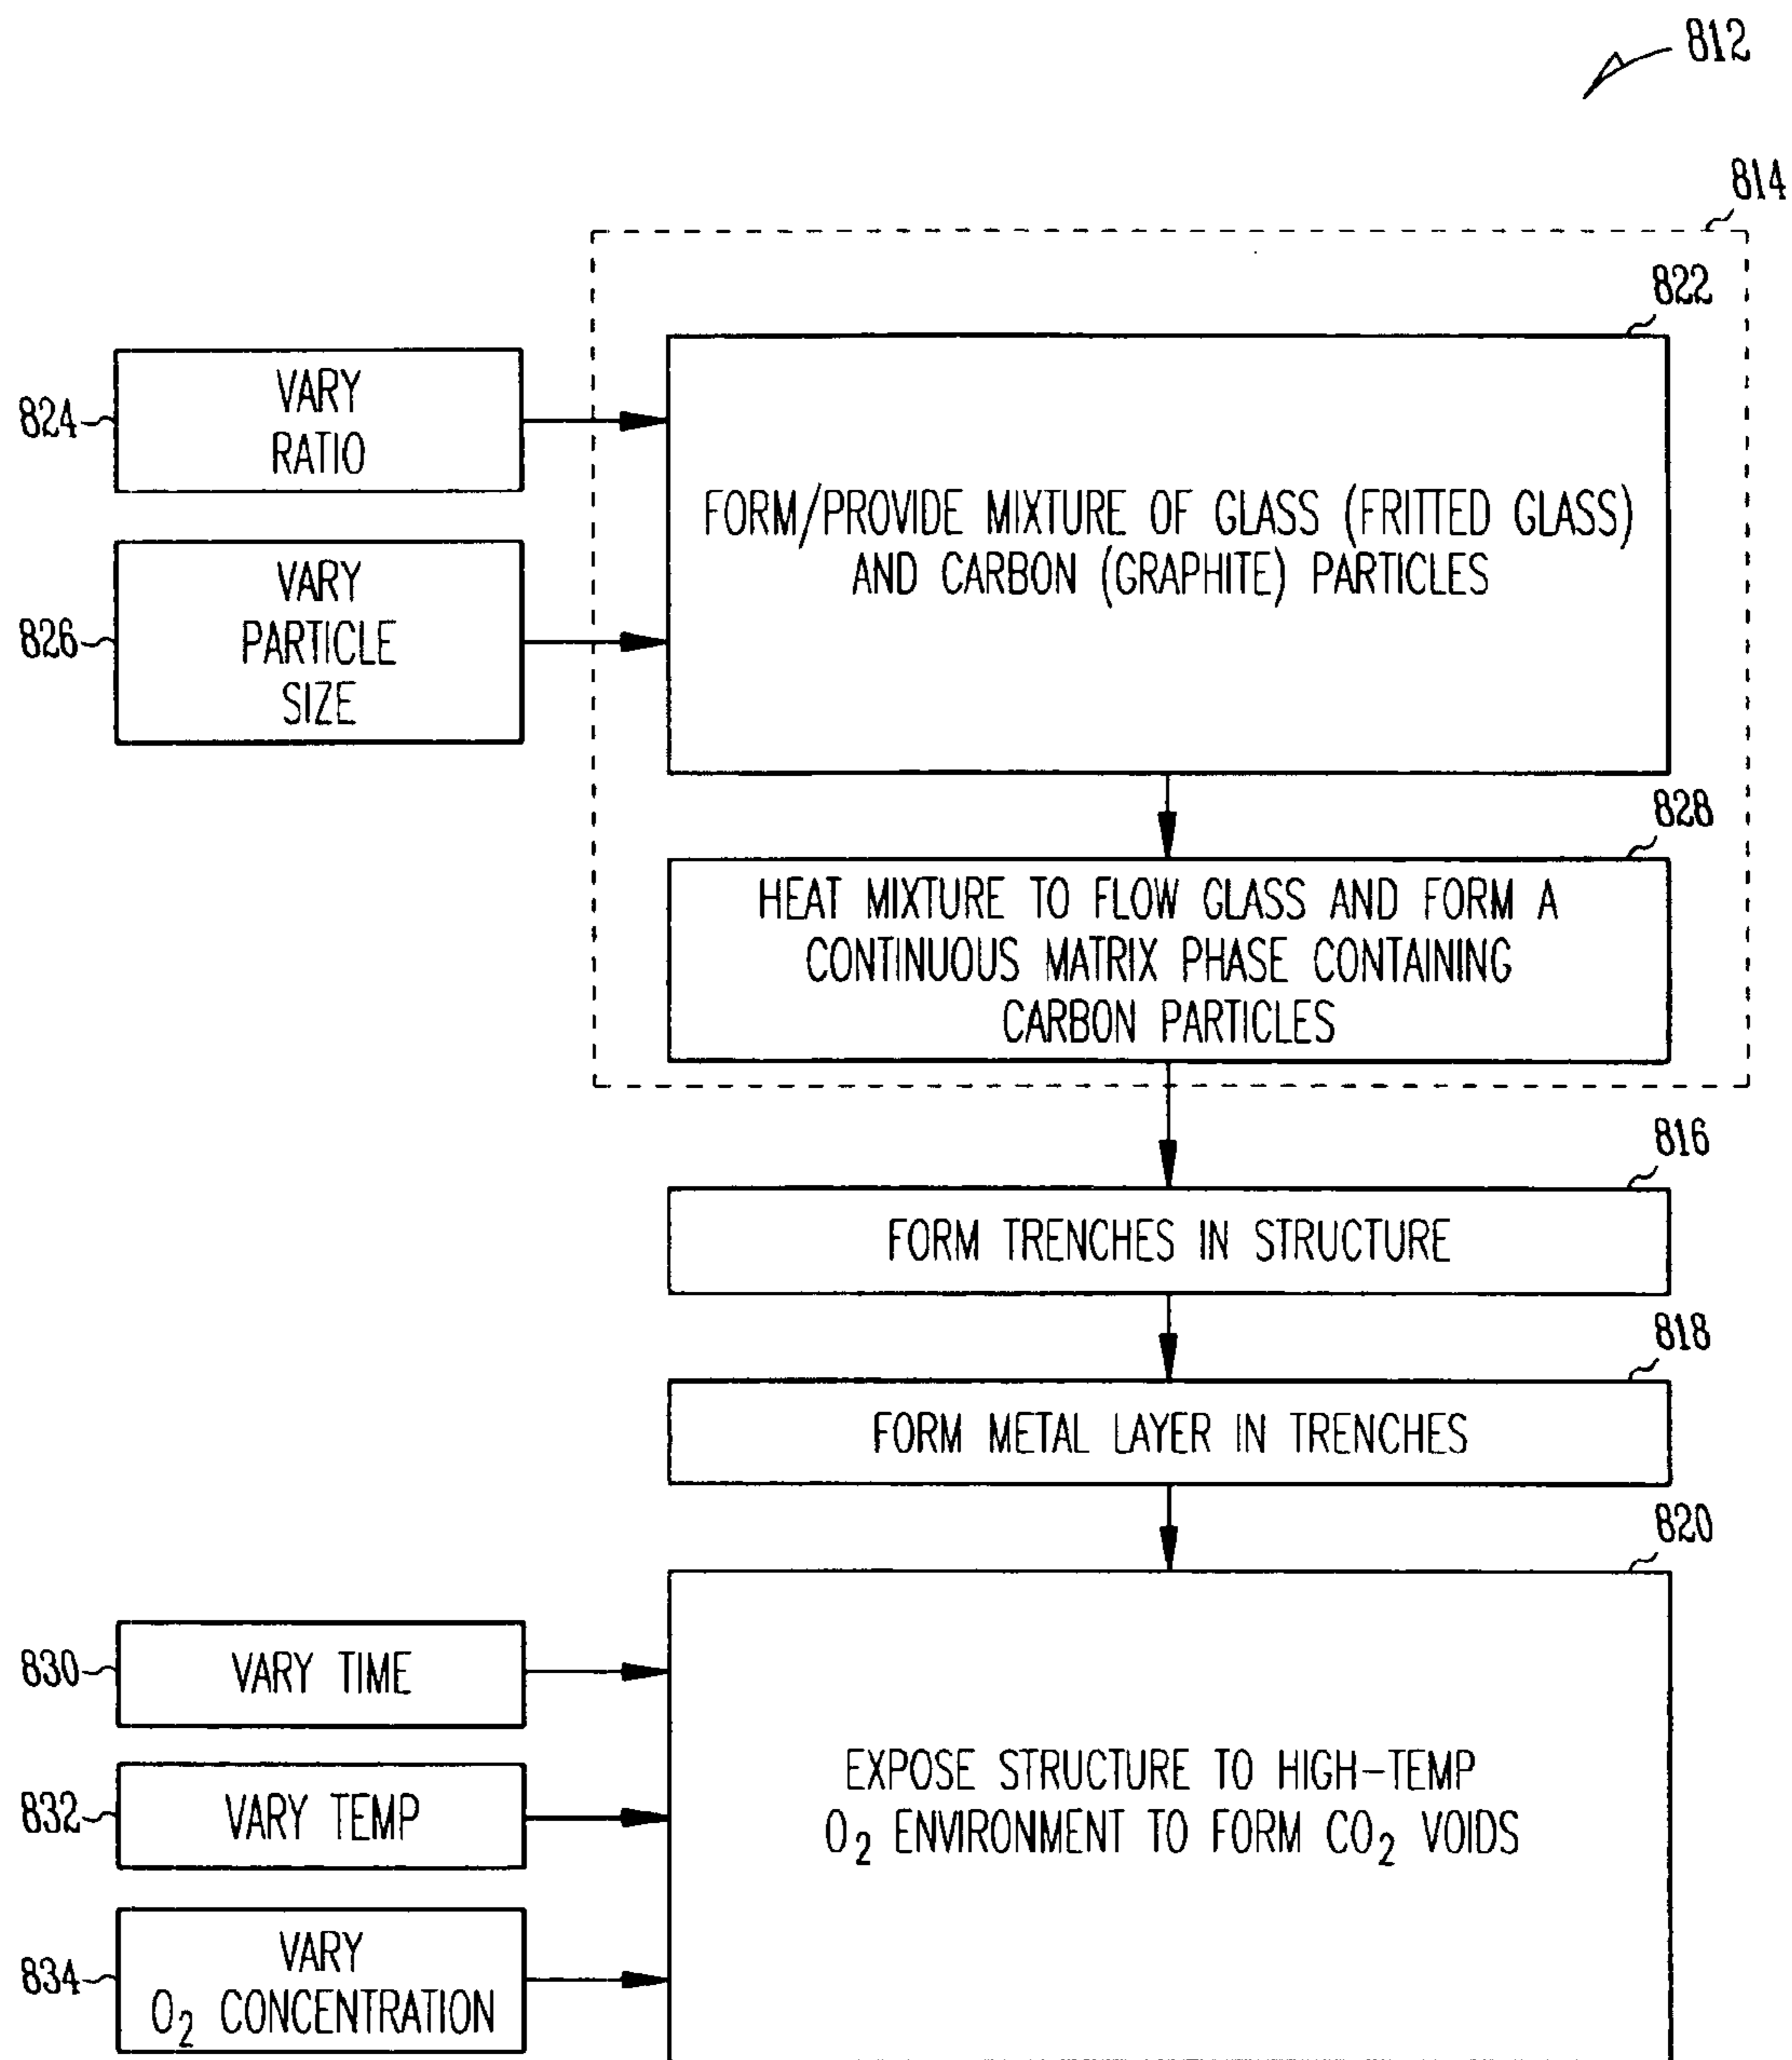 812
814
822
824
VARY
RATIO
FORM/PROVIDE MIXTURE OF GLASS (FRITTED GLASS)
AND CARBON (GRAPHITE) PARTICLES
826
VARY
PARTICLE
SIZE
828
HEAT MIXTURE TO FLOW GLASS AND FORM A
CONTINUOUS MATRIX PHASE CONTAINING
CARBON PARTICLES
816
FORM TRENCHES IN STRUCTURE
818
FORM METAL LAYER IN TRENCHES
820
830
VARY TIME
832
VARY TEMP
EXPOSE STRUCTURE TO HIGH-TEMP
O₂ ENVIRONMENT TO FORM CO₂ VOIDS
834
VARY
O₂ CONCENTRATION